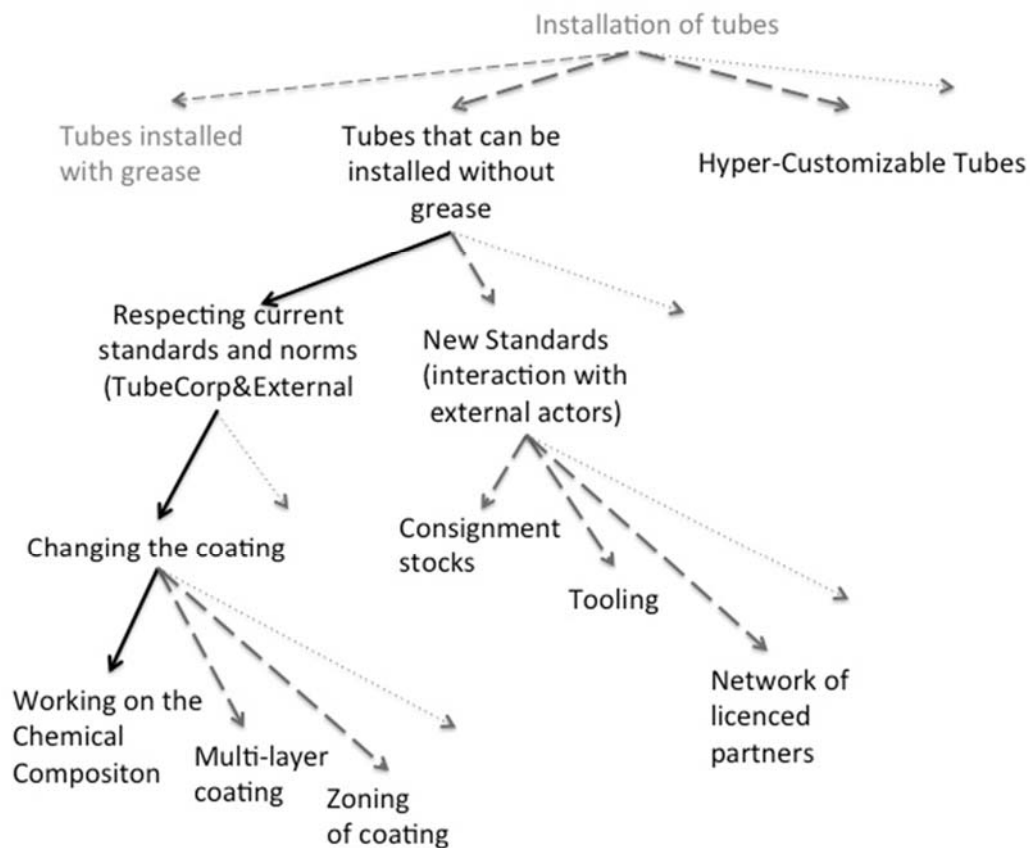 Installation of tubes
Tubes installed
with grease
Tubes that can be
installed without
grease
Hyper-Customizable Tubes
Respecting current
standards and norms
(TubeCorp&External
New Standards
(interaction with
external actors)
Changing the coating
Consignment
stocks
Tooling
Network of
licenced
partners
Working on the
Chemical
Compositon
Multi-layer
coating
Zoning
of coating